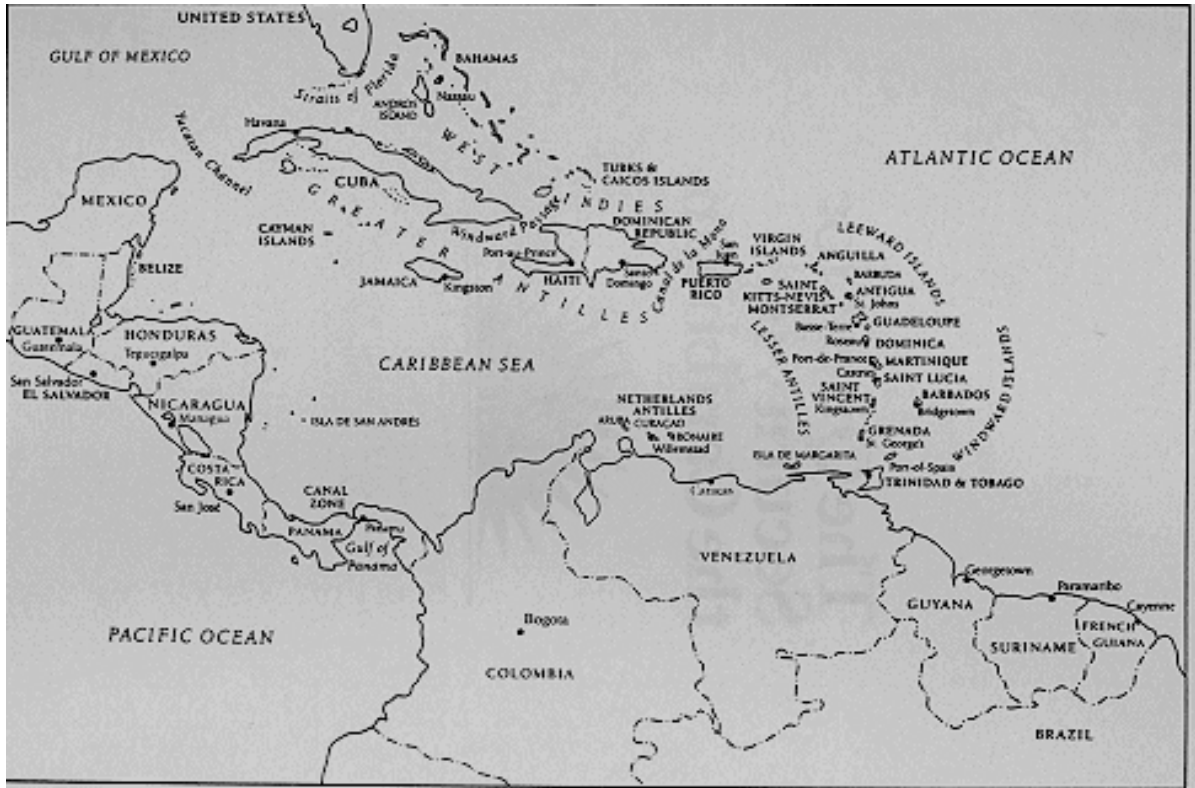 UNITED STATES
GULF OF MEXICO
BAHAMAS
Straits of Florida
Nassau
ANDROS
ISLAND
Havana
Yucatan Channel
WEST INDIES
ATLANTIC OCEAN
TURKS &
CAICOS ISLANDS
CUBA
MEXICO
GREATER ANTILLES
CAYMAN
ISLANDS
Windward Passage
DOMINICAN
REPUBLIC
Port-au-Prince
HAITI
Santo
Domingo
Canal de la Mona
San
Juan
PUERTO
RICO
VIRGIN
ISLANDS
LEEWARD ISLANDS
ANGUILLA
BARBUDA
SAINT
KITTS-NEVIS
ANTIGUA
St. Johns
MONTSERRAT
BELIZE
JAMAICA
Kingston
GUADELOUPE
Basse-Terre
Roseau
DOMINICA
GUATEMALA
Guatemala
HONDURAS
Tegucigalpa
CARIBBEAN SEA
LESSER ANTILLES
Fort-de-France
MARTINIQUE
Castries
SAINT LUCIA
WINDWARD ISLANDS
San Salvador
EL SALVADOR
SAINT
VINCENT
Kingstown
BARBADOS
Bridgetown
NICARAGUA
Managua
ISLA DE SAN ANDRÉS
NETHERLANDS
ANTILLES
ARUBA CURAÇAO
BONAIRE
Willemstad
GRENADA
St. George's
ISLA DE MARGARITA
Port-of-Spain
TRINIDAD & TOBAGO
COSTA
RICA
San José
CANAL
ZONE
PANAMA
Panama
Gulf of
Panama
Caracas
VENEZUELA
Georgetown
Paramaribo
Cayenne
GUYANA
FRENCH
GUIANA
SURINAME
PACIFIC OCEAN
Bogota
COLOMBIA
BRAZIL